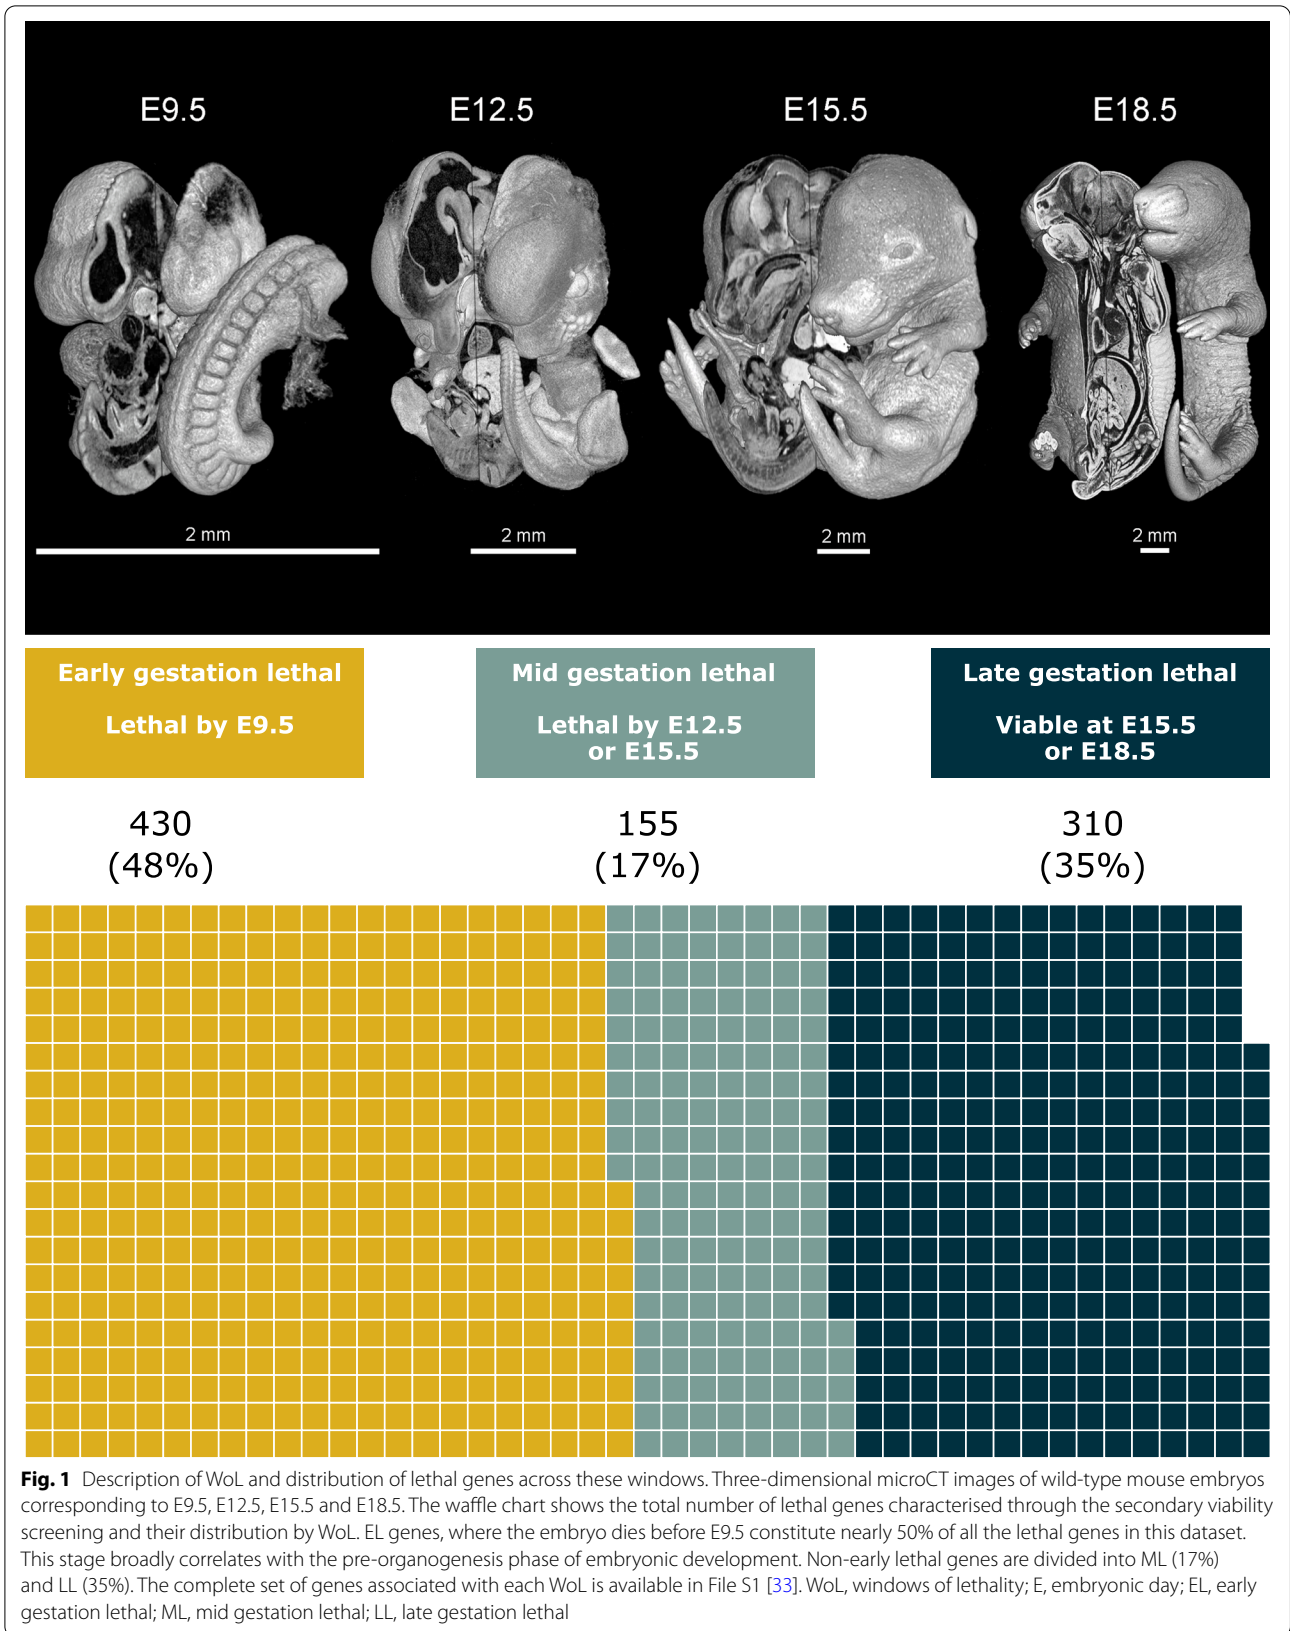 E9.5 E12.5 E15.5 E18.5
2 mm 2 mm 2 mm 2 mm
Early gestation lethal
Lethal by E9.5
Mid gestation lethal
Lethal by E12.5
or E15.5
Late gestation lethal
Viable at E15.5
or E18.5
430
(48%)
155
(17%)
310
(35%)
Fig. 1 Description of WoL and distribution of lethal genes across these windows. Three-dimensional microCT images of wild-type mouse embryos
corresponding to E9.5, E12.5, E15.5 and E18.5. The waffle chart shows the total number of lethal genes characterised through the secondary viability
screening and their distribution by WoL. EL genes, where the embryo dies before E9.5 constitute nearly 50% of all the lethal genes in this dataset.
This stage broadly correlates with the pre-organogenesis phase of embryonic development. Non-early lethal genes are divided into ML (17%)
and LL (35%). The complete set of genes associated with each WoL is available in File S1 [33]. WoL, windows of lethality; E, embryonic day; EL, early
gestation lethal; ML, mid gestation lethal; LL, late gestation lethal